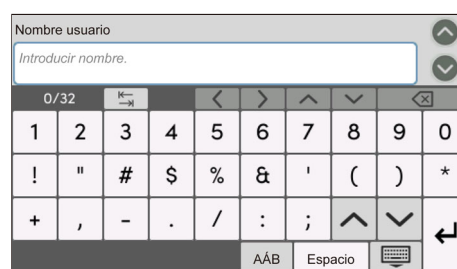 Nombre usuario
Introducir nombre.
0/32
1 2 3 4 5 6 7 8 9 0
! " # $ % & ' ( ) *
+ , - . / : ;
AÁB Espacio